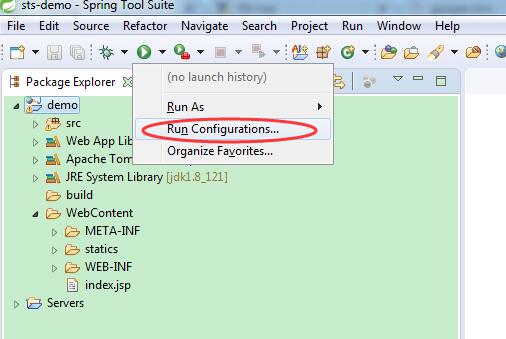 sts-demo - Spring Tool Suite
File Edit Source Refactor Navigate Search Project Run Window Help
Package Explorer
(no launch history)
Run As
Run Configurations...
Organize Favorites...
demo
src
Web App Lib
Apache Tom
JRE System Library [jdk1.8_121]
build
WebContent
META-INF
statics
WEB-INF
index.jsp
Servers